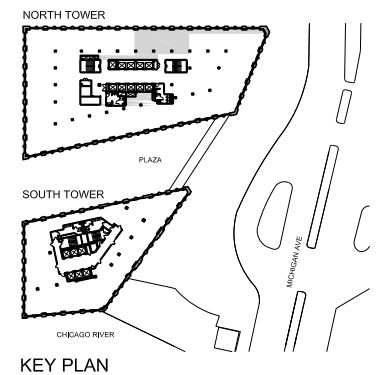 NORTH TOWER
PLAZA
SOUTH TOWER
MICHIGAN AVE
CHICAGO RIVER
KEY PLAN